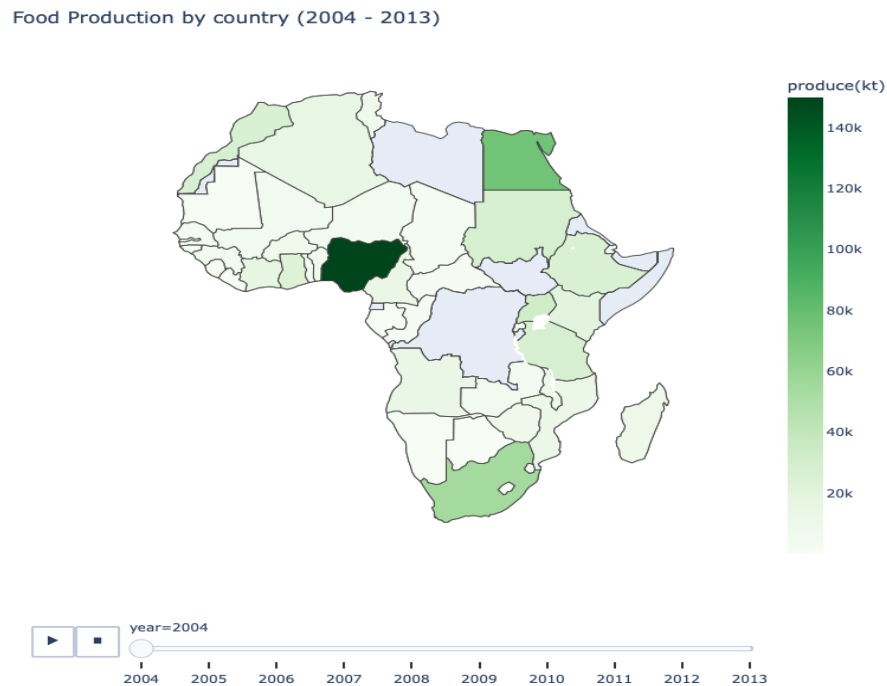 Food Production by country (2004 - 2013)
produce(kt)
140k
120k
100k
80k
60k
40k
20k
year=2004
2004 2005 2006 2007 2008 2009 2010 2011 2012 2013